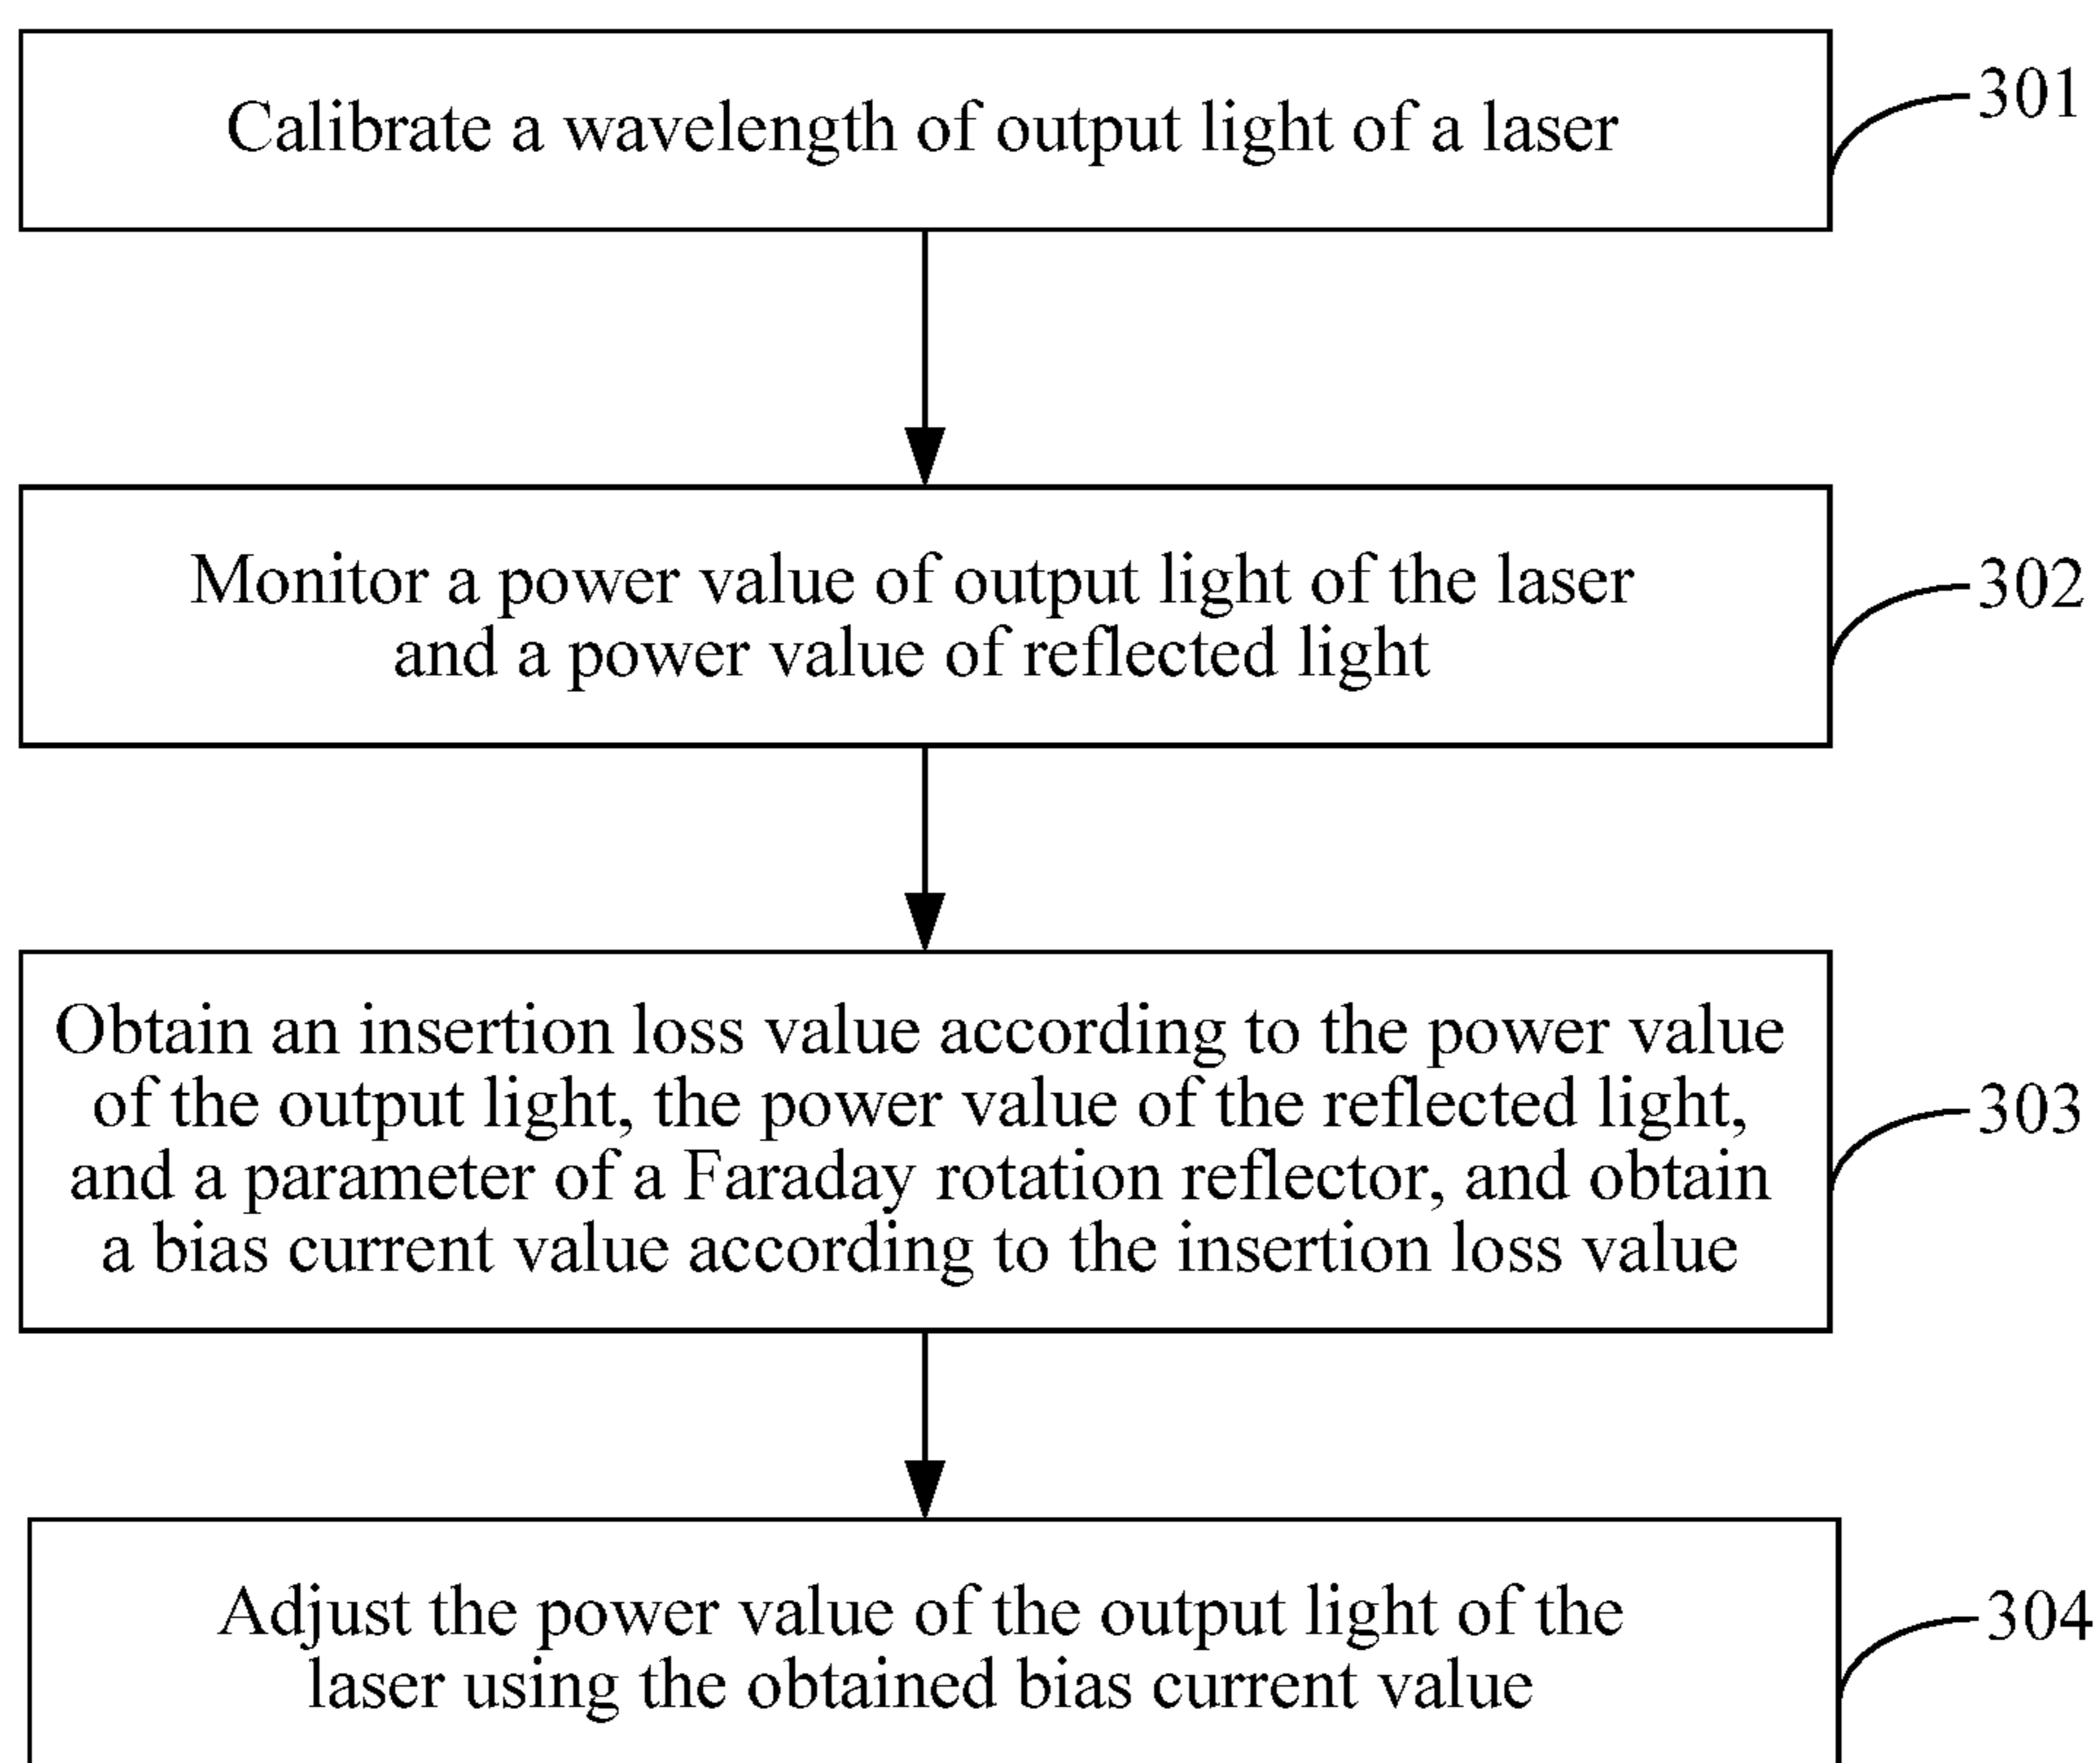 Calibrate a wavelength of output light of a laser
301
Monitor a power value of output light of the laser
and a power value of reflected light
302
Obtain an insertion loss value according to the power value
of the output light, the power value of the reflected light,
and a parameter of a Faraday rotation reflector, and obtain
a bias current value according to the insertion loss value
303
Adjust the power value of the output light of the
laser using the obtained bias current value
304